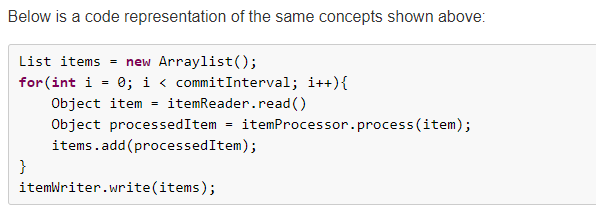 Below is a code representation of the same concepts shown above:
List items = new Arraylist();
for(int i = 0; i < commitInterval; i++){
    Object item = itemReader.read()
    Object processedItem = itemProcessor.process(item);
    items.add(processedItem);
}
itemWriter.write(items);